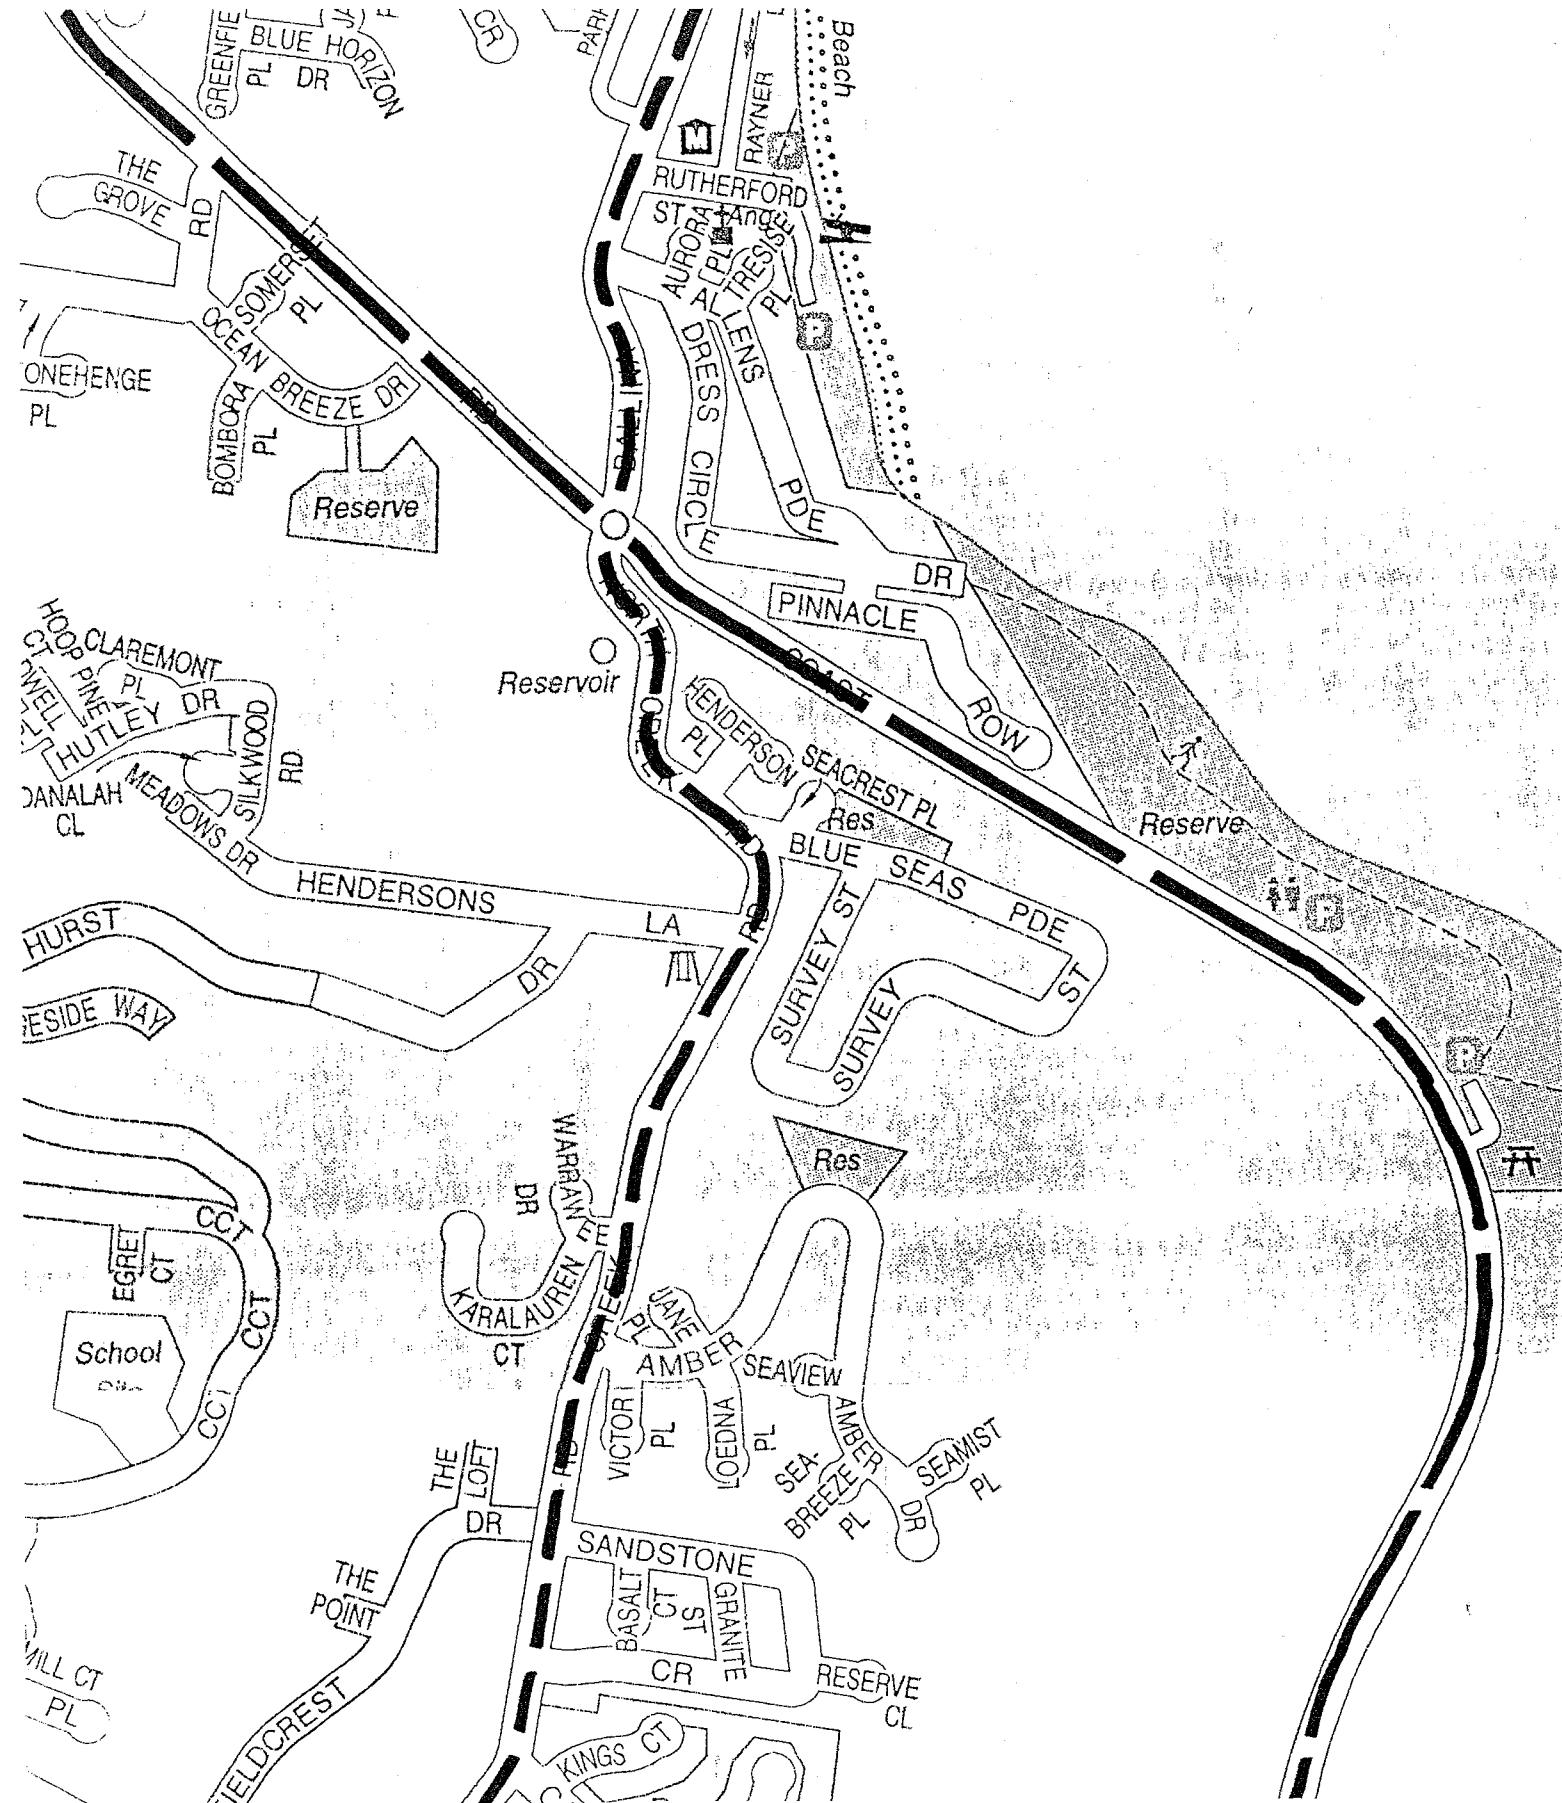 BLUE HORIZON
DR
PL
CR
Beach
RAYNER
M
THE
GROVE
RD
RUTHERFORD
ST
Ang
AURORA
PL
TRESISE
PL
SOMERSET
PL
OCEAN BREEZE DR
ALLENS
PDE
P
DRESS CIRCLE
DR
BALLINA
RD
ONEHENGE
PL
BOMBORA
PL
Reserve
PINNACLE
ROW
NORTH CREEK RD
COAST
Reservoir
HOOP PINE
CT
CLAREMONT
PL
DR
HUTLEY
SILKWOOD
RD
HENDERSON
PL
SEACREST PL
Res
DANALAH
CL
MEADOWS DR
BLUE SEAS PDE
Reserve
P
HENDERSONS
LA
RD
SURVEY ST
SURVEY
ST
HURST
DR
ESIDE WAY
P
WARRAWEE
DR
Res
CCT
EGRET
CT
CCT
KARALAUREN
CT
CREEK
RD
JANE
PL
AMBER
SEAVIEW
School
CCT
VICTORI
PL
LOEDNA
PL
AMBER
DR
SEA-
BREEZE
PL
SEAMIST
PL
THE
LOFT
DR
SANDSTONE
THE
POINT
BASALT
CT
ST
GRANITE
CR
RESERVE
CL
MILL CT
PL
FIELDCREST
KINGS CT